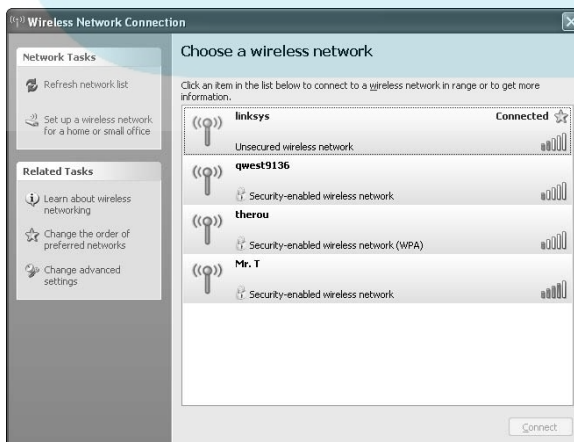 Wireless Network Connection
Network Tasks
Refresh network list
Set up a wireless network
for a home or small office
Related Tasks
Learn about wireless
networking
Change the order of
preferred networks
Change advanced
settings
Choose a wireless network
Click an item in the list below to connect to a wireless network in range or to get more
information.
linksys
Connected
Unsecured wireless network
qwest9136
Security-enabled wireless network
therou
Security-enabled wireless network (WPA)
Mr. T
Security-enabled wireless network
Connect